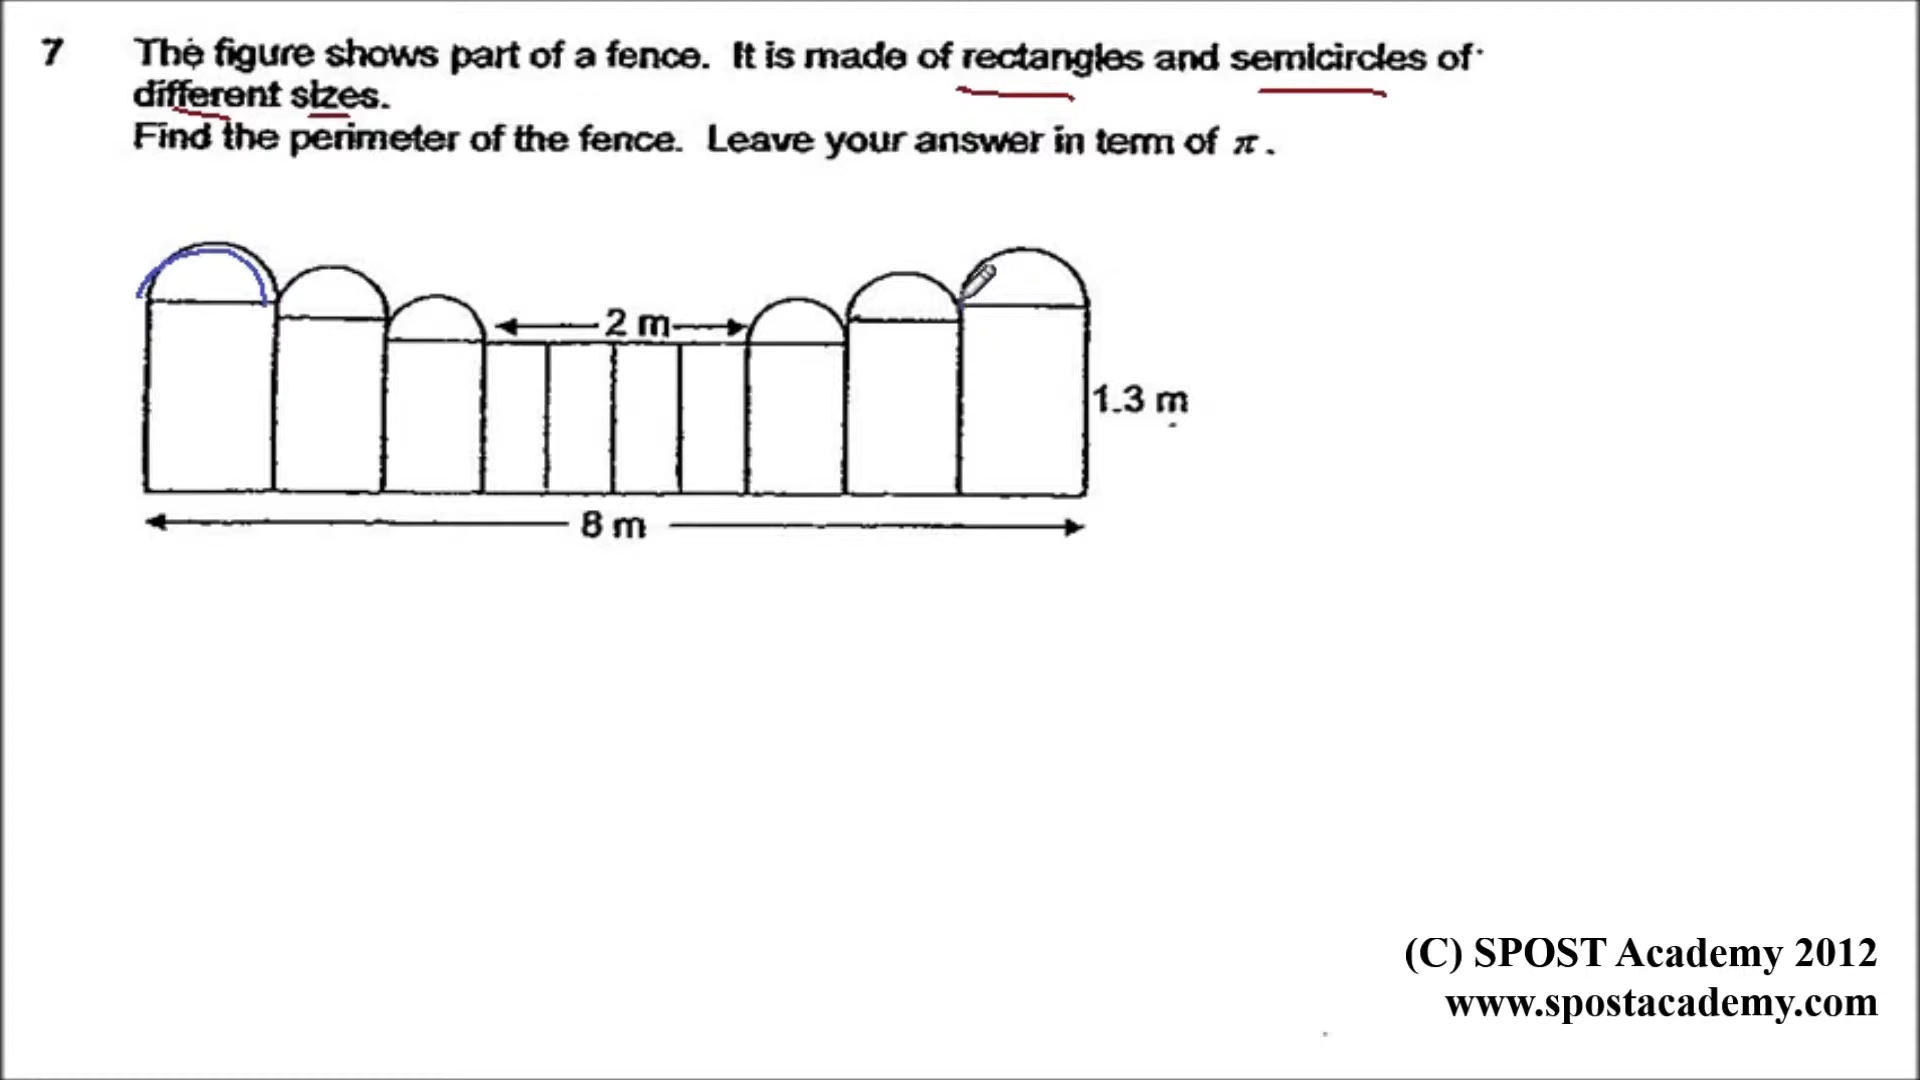 7 The figure shows part of a fence. It is made of rectangles and semicircles of
different sizes.
Find the perimeter of the fence. Leave your answer in term of π.
2 m
1.3 m
8 m
(C) SPOST Academy 2012
www.spostacademy.com